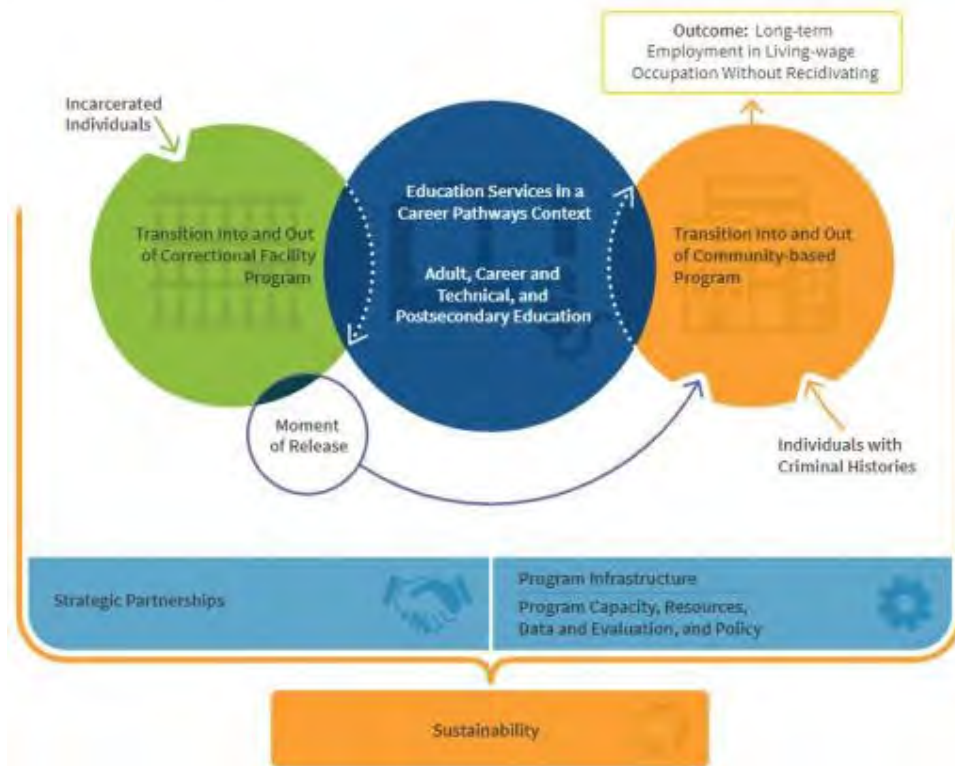 Outcome: Long-term
Employment in Living-wage
Occupation Without Recidivating
Incarcerated
Individuals
Education Services in a
Career Pathways Context
Adult, Career and
Technical, and
Postsecondary Education
Transition Into and Out
of Correctional Facility
Program
Transition Into and Out
of Community-based
Program
Moment
of Release
Individuals with
Criminal Histories
Strategic Partnerships
Program Infrastructure
Program Capacity, Resources,
Data and Evaluation, and Policy
Sustainability